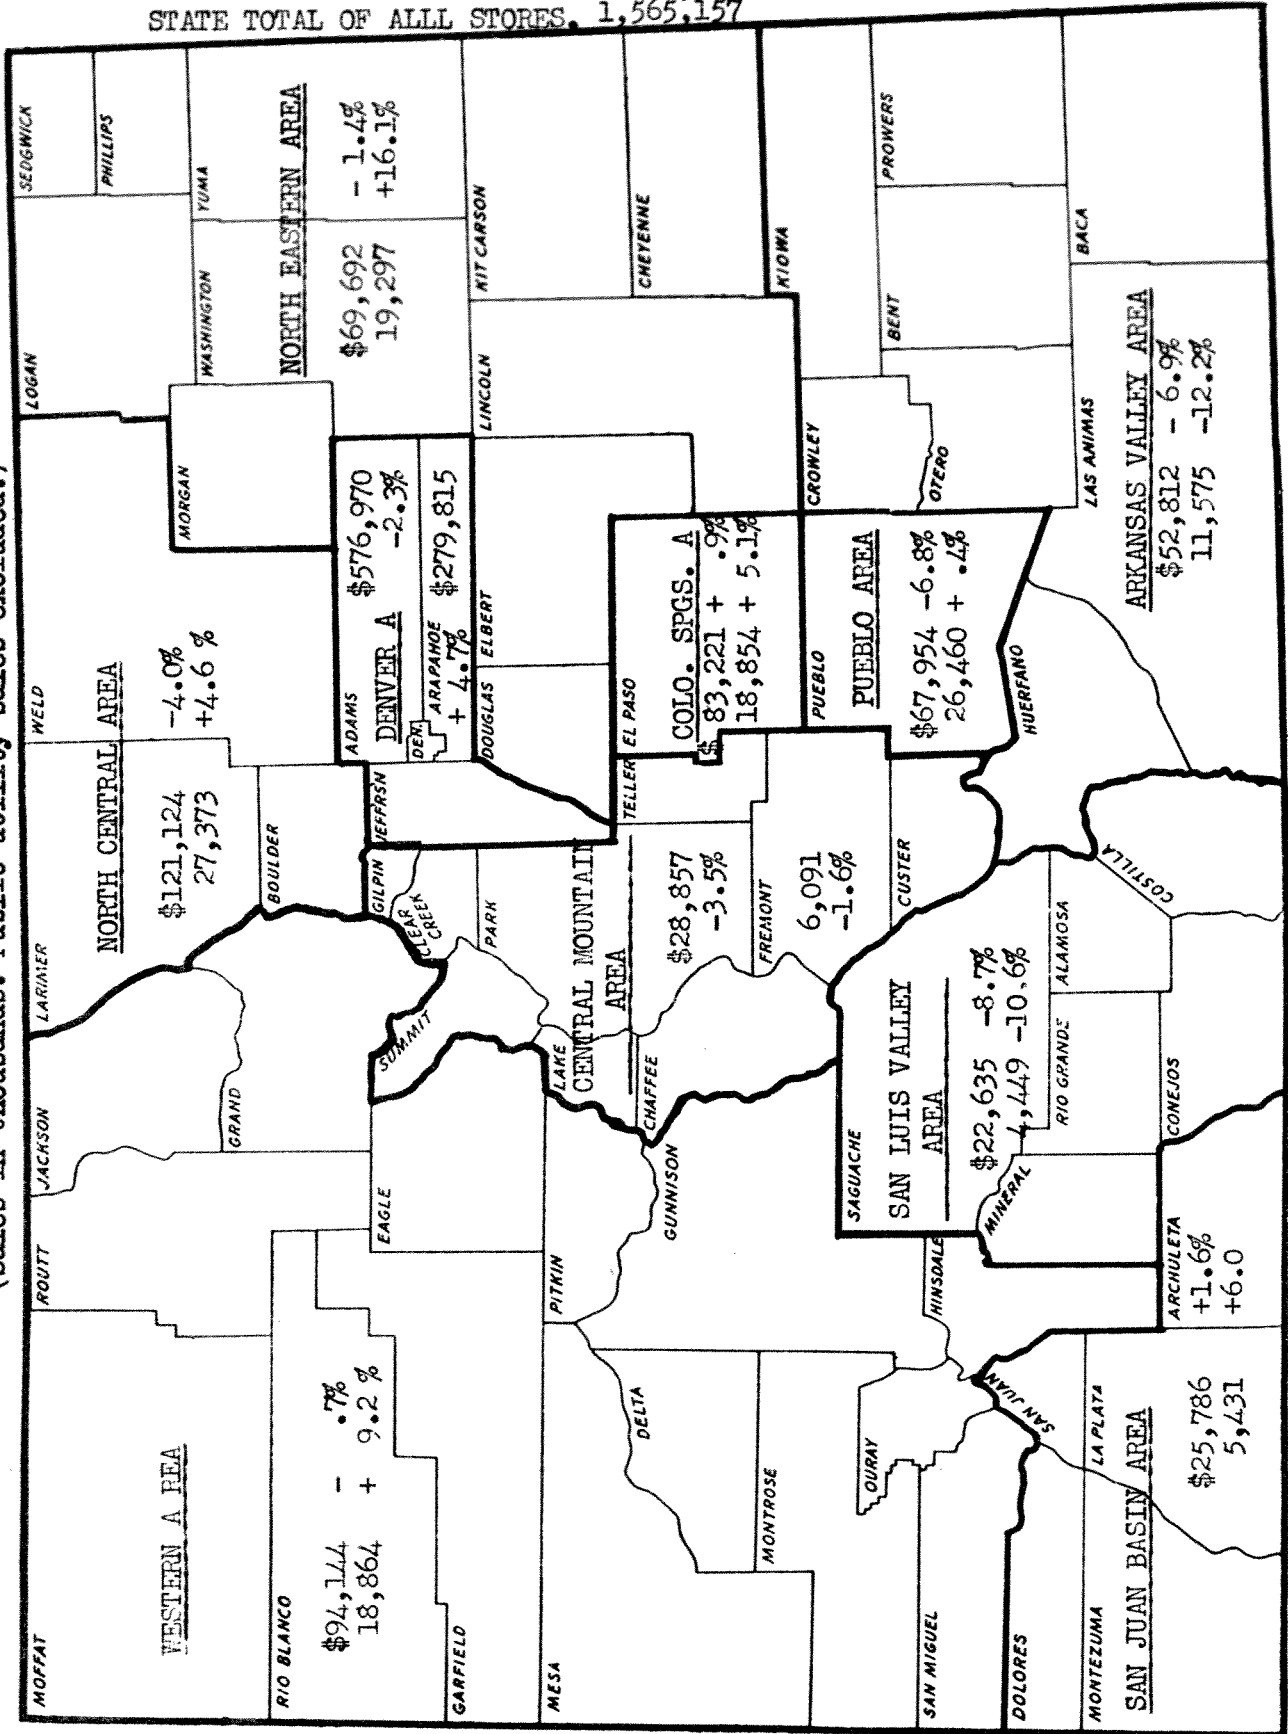 STATE TOTAL OF ALLL STORES. 1,565,157
MOFFAT
ROUTT
JACKSON
LARIMER
WELD
LOGAN
SEDGWICK
PHILLIPS
WESTERN A REA
NORTH CENTRAL AREA
$121,124 -4.0%
27,373 +4.6 %
MORGAN
WASHINGTON
YUMA
NORTH EASTERN AREA
$69,692 - 1.4%
19,297 +16.1%
RIO BLANCO
$94,144 - .7%
18,864 + 9.2 %
GRAND
BOULDER
GARFIELD
EAGLE
SUMMIT
GILPIN
CLEAR
CREEK
JEFFRSN
ADAMS
$576,970
DENVER A -2.3%
DEN.
ARAPAHOE $279,815
+ 4.7%
DOUGLAS
ELBERT
LINCOLN
KIT CARSON
CHEYENNE
MESA
PITKIN
LAKE
PARK
CENTRAL MOUNTAIN
AREA
$28,857
-3.5%
TELLER
EL PASO
COLO. SPGS. A
$ 83,221 + .9%
18,854 + 5.1%
DELTA
GUNNISON
CHAFFEE
FREMONT
6,091
-1.6%
CUSTER
PUEBLO
PUEBLO AREA
$67,954 -6.8%
26,460 + .4%
CROWLEY
KIOWA
OTERO
BENT
PROWERS
MONTROSE
OURAY
SAN MIGUEL
HINSDALE
SAGUACHE
SAN LUIS VALLEY
AREA
$22,635 -8.7%
4,449 -10.6%
MINERAL
RIO GRANDE
ALAMOSA
HUERFANO
COSTILLA
CONEJOS
LAS ANIMAS
BACA
ARKANSAS VALLEY AREA
$52,812 - 6.9%
11,575 -12.2%
DOLORES
SAN JUAN
MONTEZUMA
LA PLATA
ARCHULETA
SAN JUAN BASIN AREA
$25,786 +1.6%
5,431 +6.0